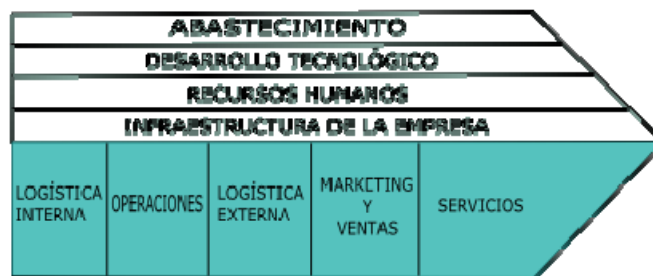 ABASTECIMIENTO
DESARROLLO TECNOLÓGICO
RECURSOS HUMANOS
INFRAESTRUCTURA DE LA EMPRESA
LOGÍSTICA
INTERNA
OPERACIONES
LOGÍSTICA
EXTERNA
MARKETING
Y
VENTAS
SERVICIOS